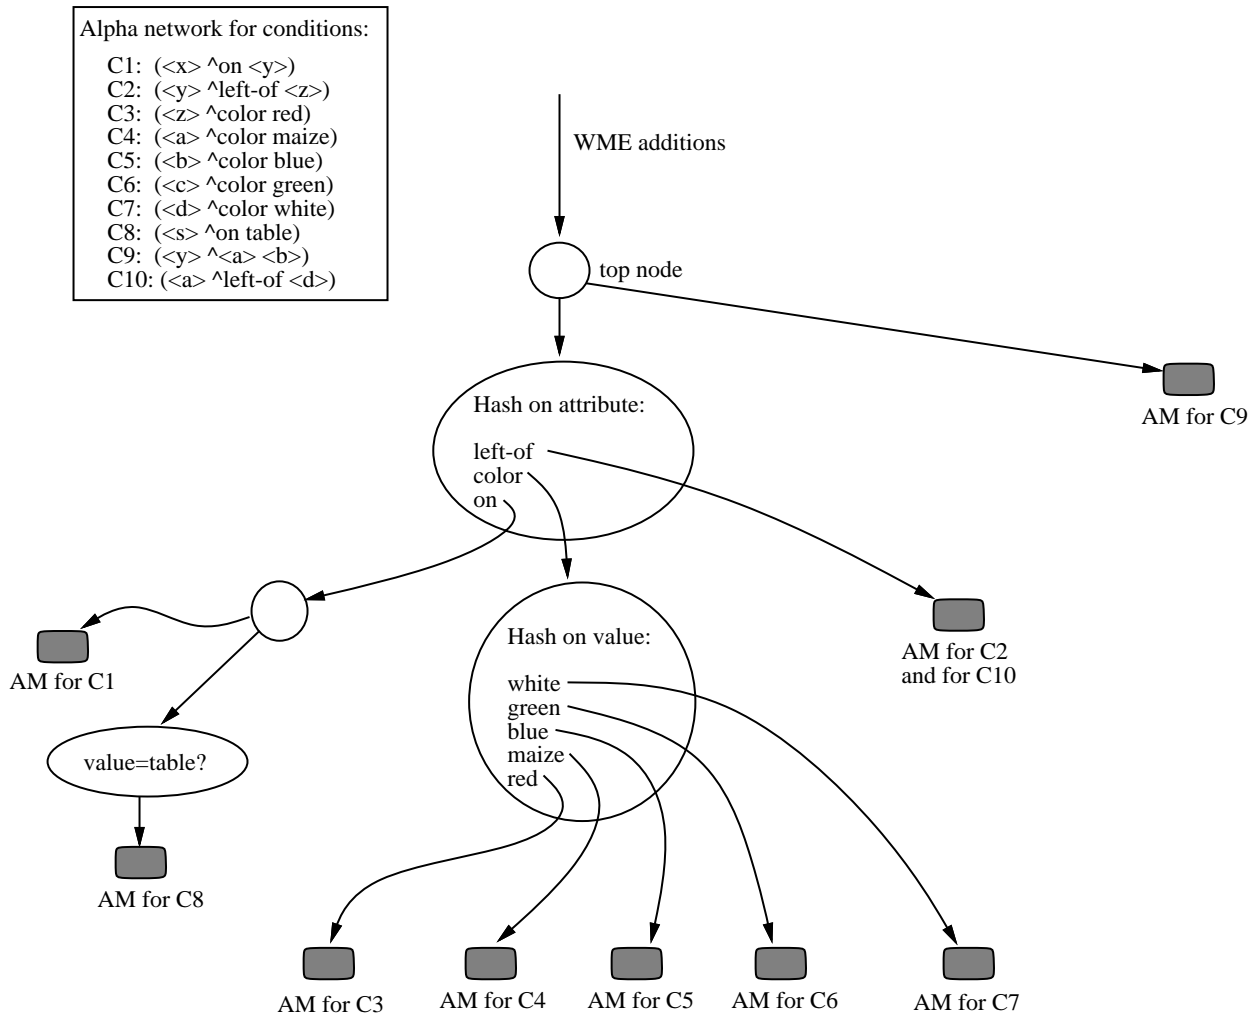 Alpha network for conditions:
C1: (<x> ^on <y>)
C2: (<y> ^left-of <z>)
C3: (<z> ^color red)
C4: (<a> ^color maize)
C5: (<b> ^color blue)
C6: (<c> ^color green)
C7: (<d> ^color white)
C8: (<s> ^on table)
C9: (<y> ^<a> <b>)
C10: (<a> ^left-of <d>)
WME additions
top node
Hash on attribute:
left-of
color
on
AM for C9
Hash on value:
white
green
blue
maize
red
AM for C2
and for C10
AM for C1
value=table?
AM for C8
AM for C3
AM for C4
AM for C5
AM for C6
AM for C7